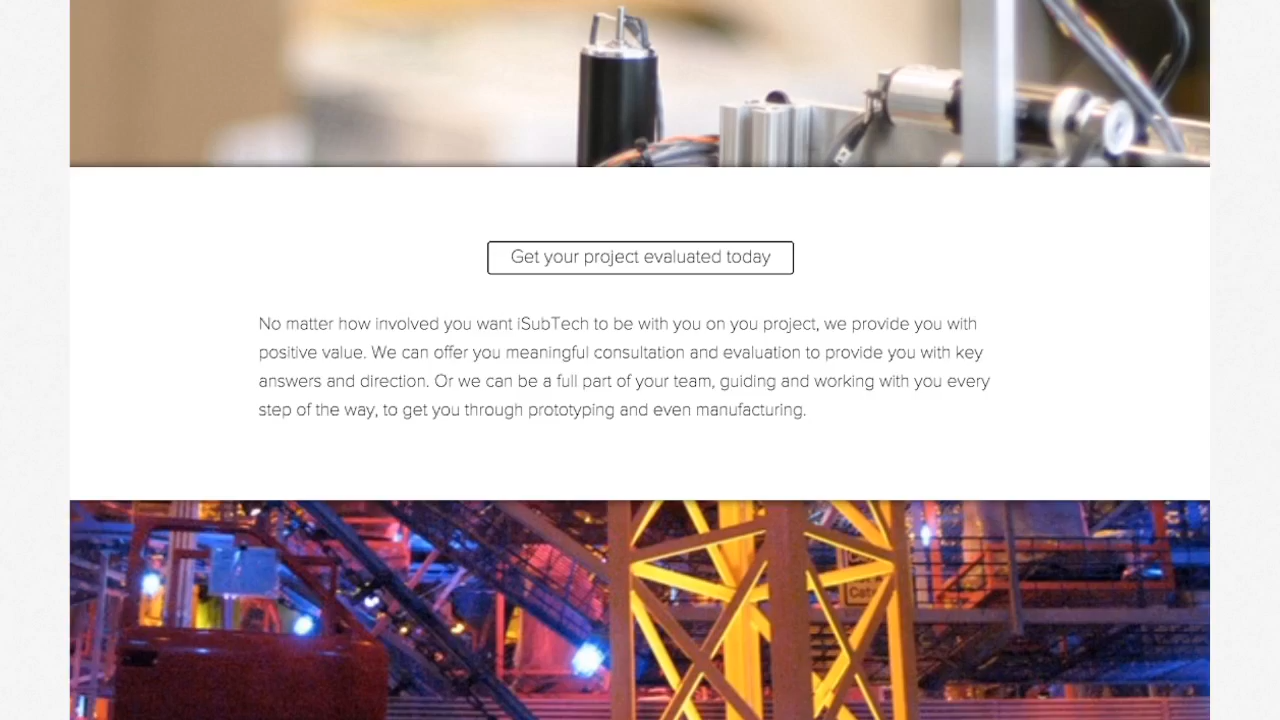 Get your project evaluated today
No matter how involved you want iSubTech to be with you on you project, we provide you with
positive value. We can offer you meaningful consultation and evaluation to provide you with key
answers and direction. Or we can be a full part of your team, guiding and working with you every
step of the way, to get you through prototyping and even manufacturing.